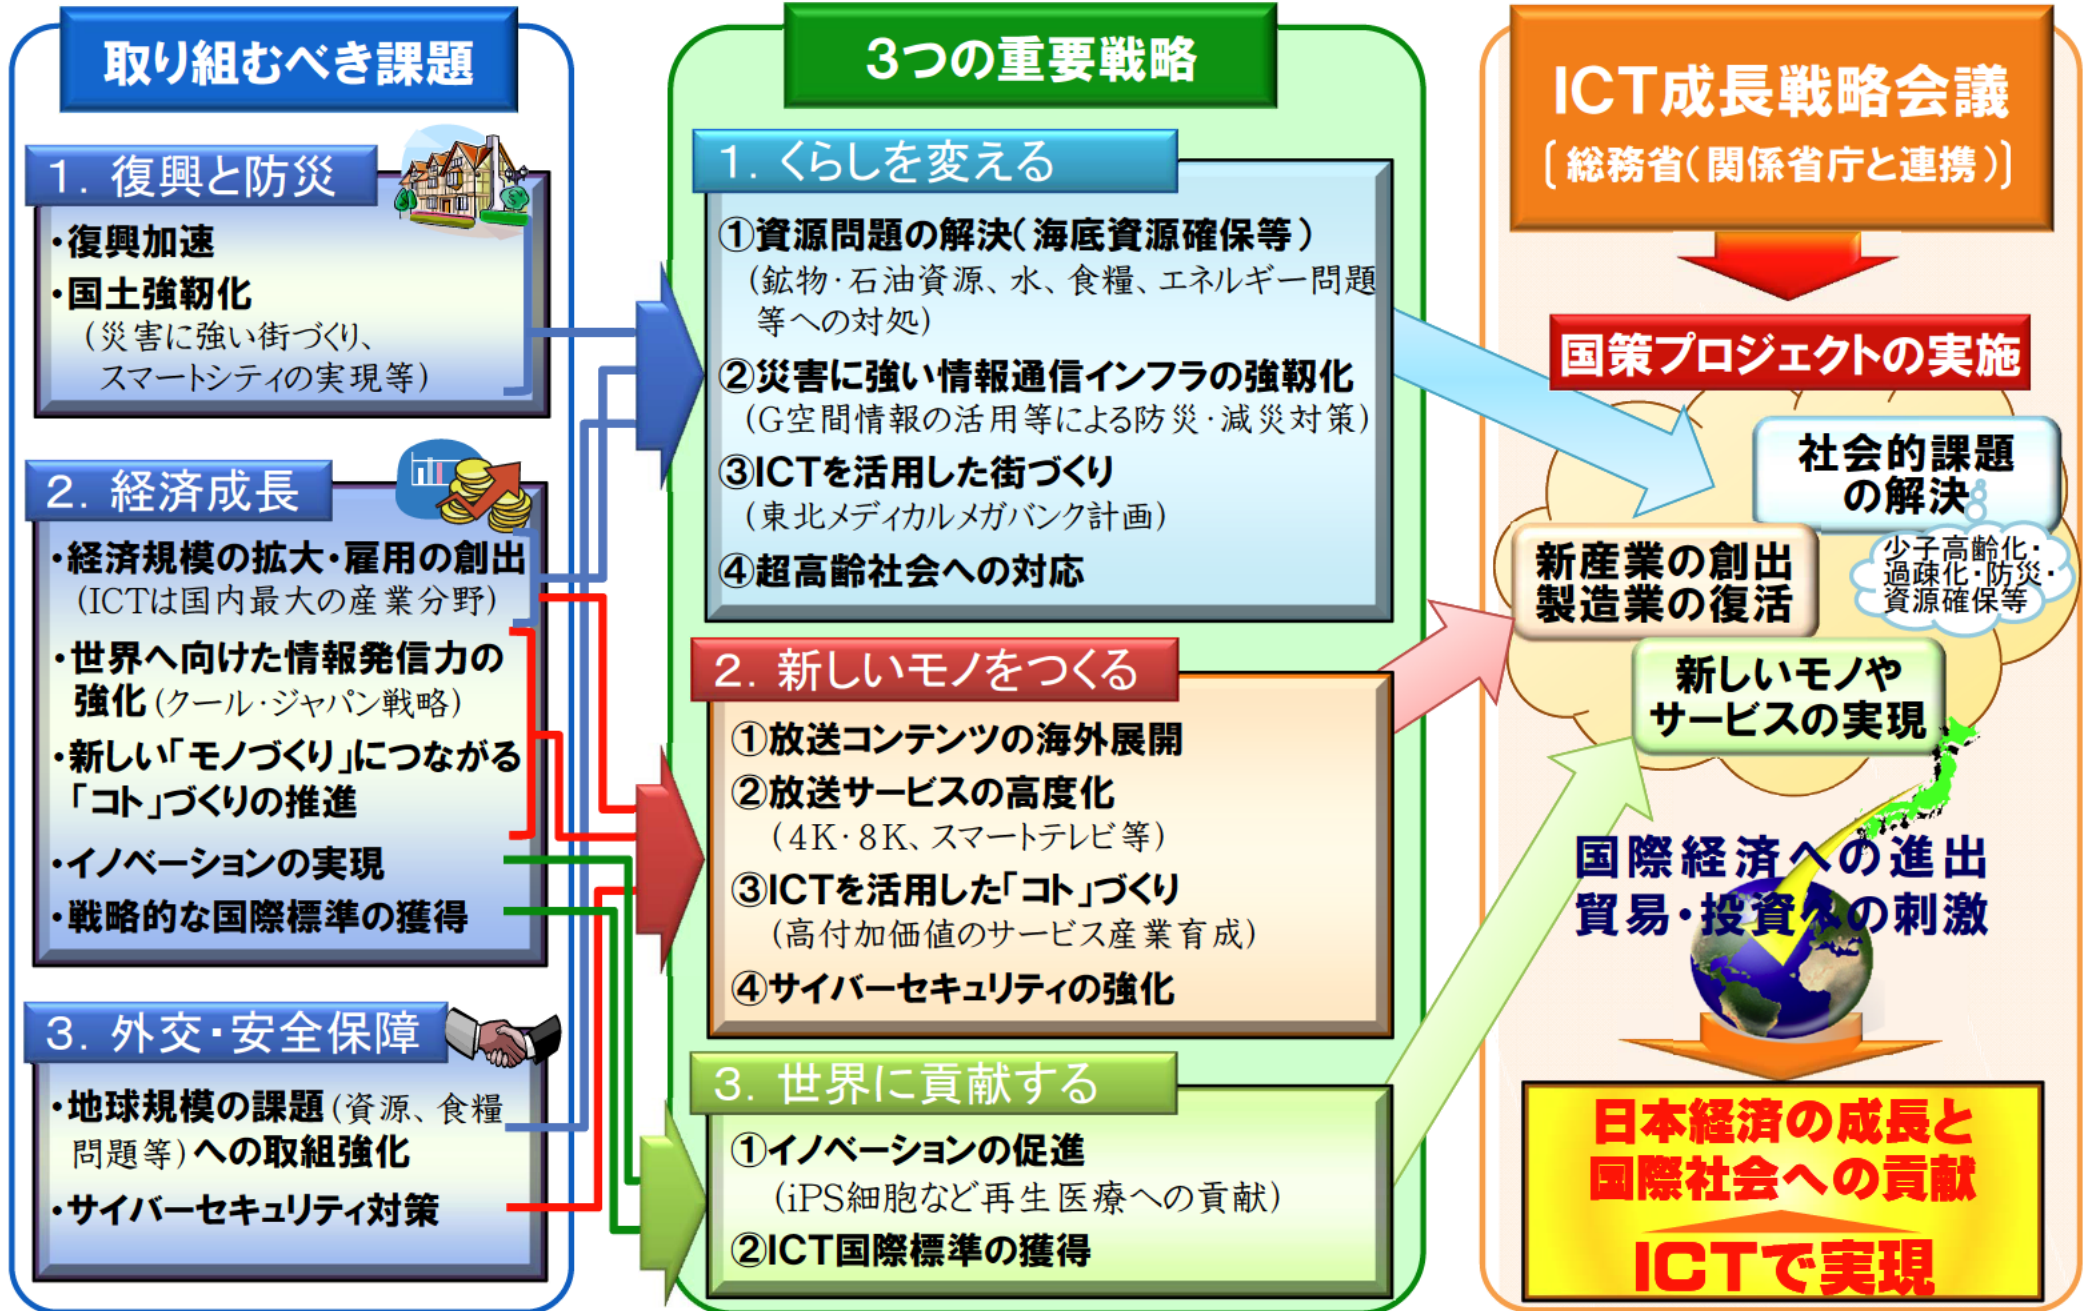 取り組むべき課題
1. 復興と防災
・復興加速
・国土強靭化
(災害に強い街づくり、
スマートシティの実現等)
2. 経済成長
・経済規模の拡大・雇用の創出
(ICTは国内最大の産業分野)
・世界へ向けた情報発信力の
強化(クール・ジャパン戦略)
・新しい「モノづくり」につながる
「コト」づくりの推進
・イノベーションの実現
・戦略的な国際標準の獲得
3. 外交・安全保障
・地球規模の課題(資源、食糧
問題等)への取組強化
・サイバーセキュリティ対策
3つの重要戦略
1. くらしを変える
①資源問題の解決(海底資源確保等)
(鉱物・石油資源、水、食糧、エネルギー問題
等への対処)
②災害に強い情報通信インフラの強靱化
(G空間情報の活用等による防災・減災対策)
③ICTを活用した街づくり
(東北メディカルメガバンク計画)
④超高齢社会への対応
2. 新しいモノをつくる
①放送コンテンツの海外展開
②放送サービスの高度化
(4K・8K、スマートテレビ等)
③ICTを活用した「コト」づくり
(高付加価値のサービス産業育成)
④サイバーセキュリティの強化
3. 世界に貢献する
①イノベーションの促進
(iPS細胞など再生医療への貢献)
②ICT国際標準の獲得
ICT成長戦略会議
〔総務省(関係省庁と連携)〕
国策プロジェクトの実施
社会的課題
の解決
少子高齢化・
過疎化・防災・
資源確保等
新産業の創出
製造業の復活
新しいモノや
サービスの実現
国際経済への進出
貿易・投資への刺激
日本経済の成長と
国際社会への貢献
ICTで実現